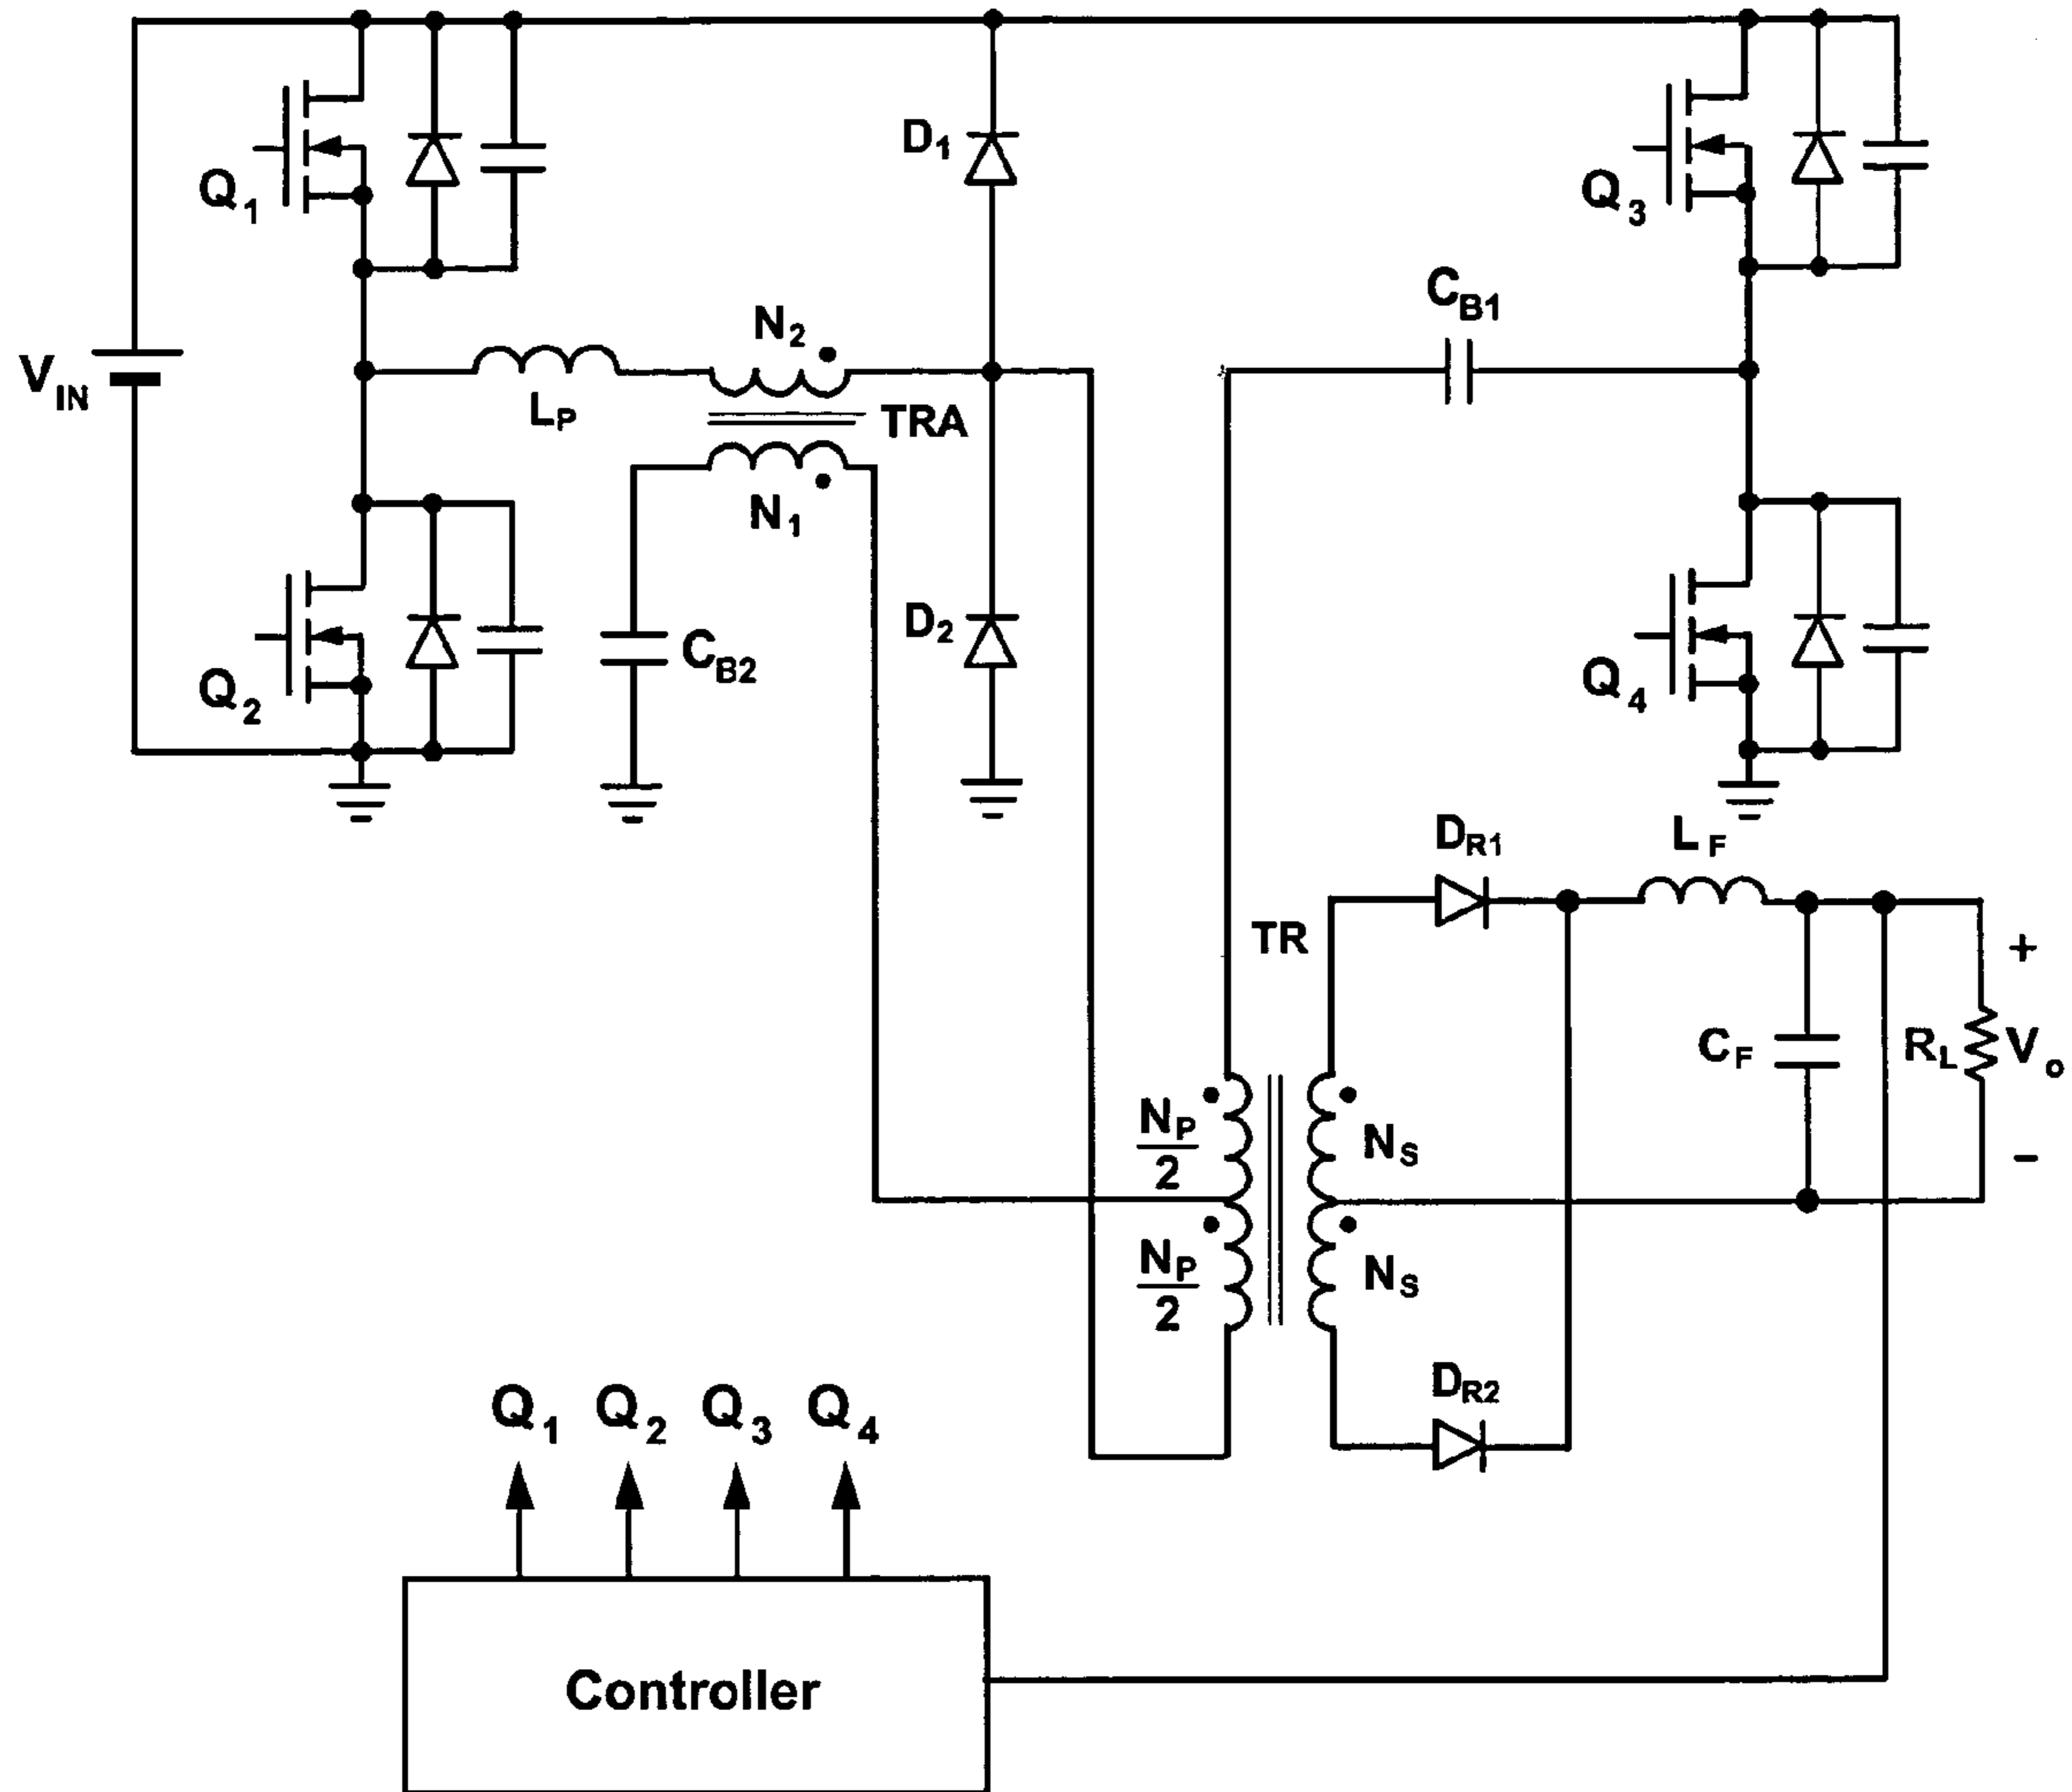 Q1
D1
Q3
VIN
LP
N2
TRA
N1
CB1
Q2
CB2
D2
Q4
DR1
LF
TR
CF
RL
+
Vo
−
NP
2
NS
NP
2
NS
DR2
Q1 Q2 Q3 Q4
Controller